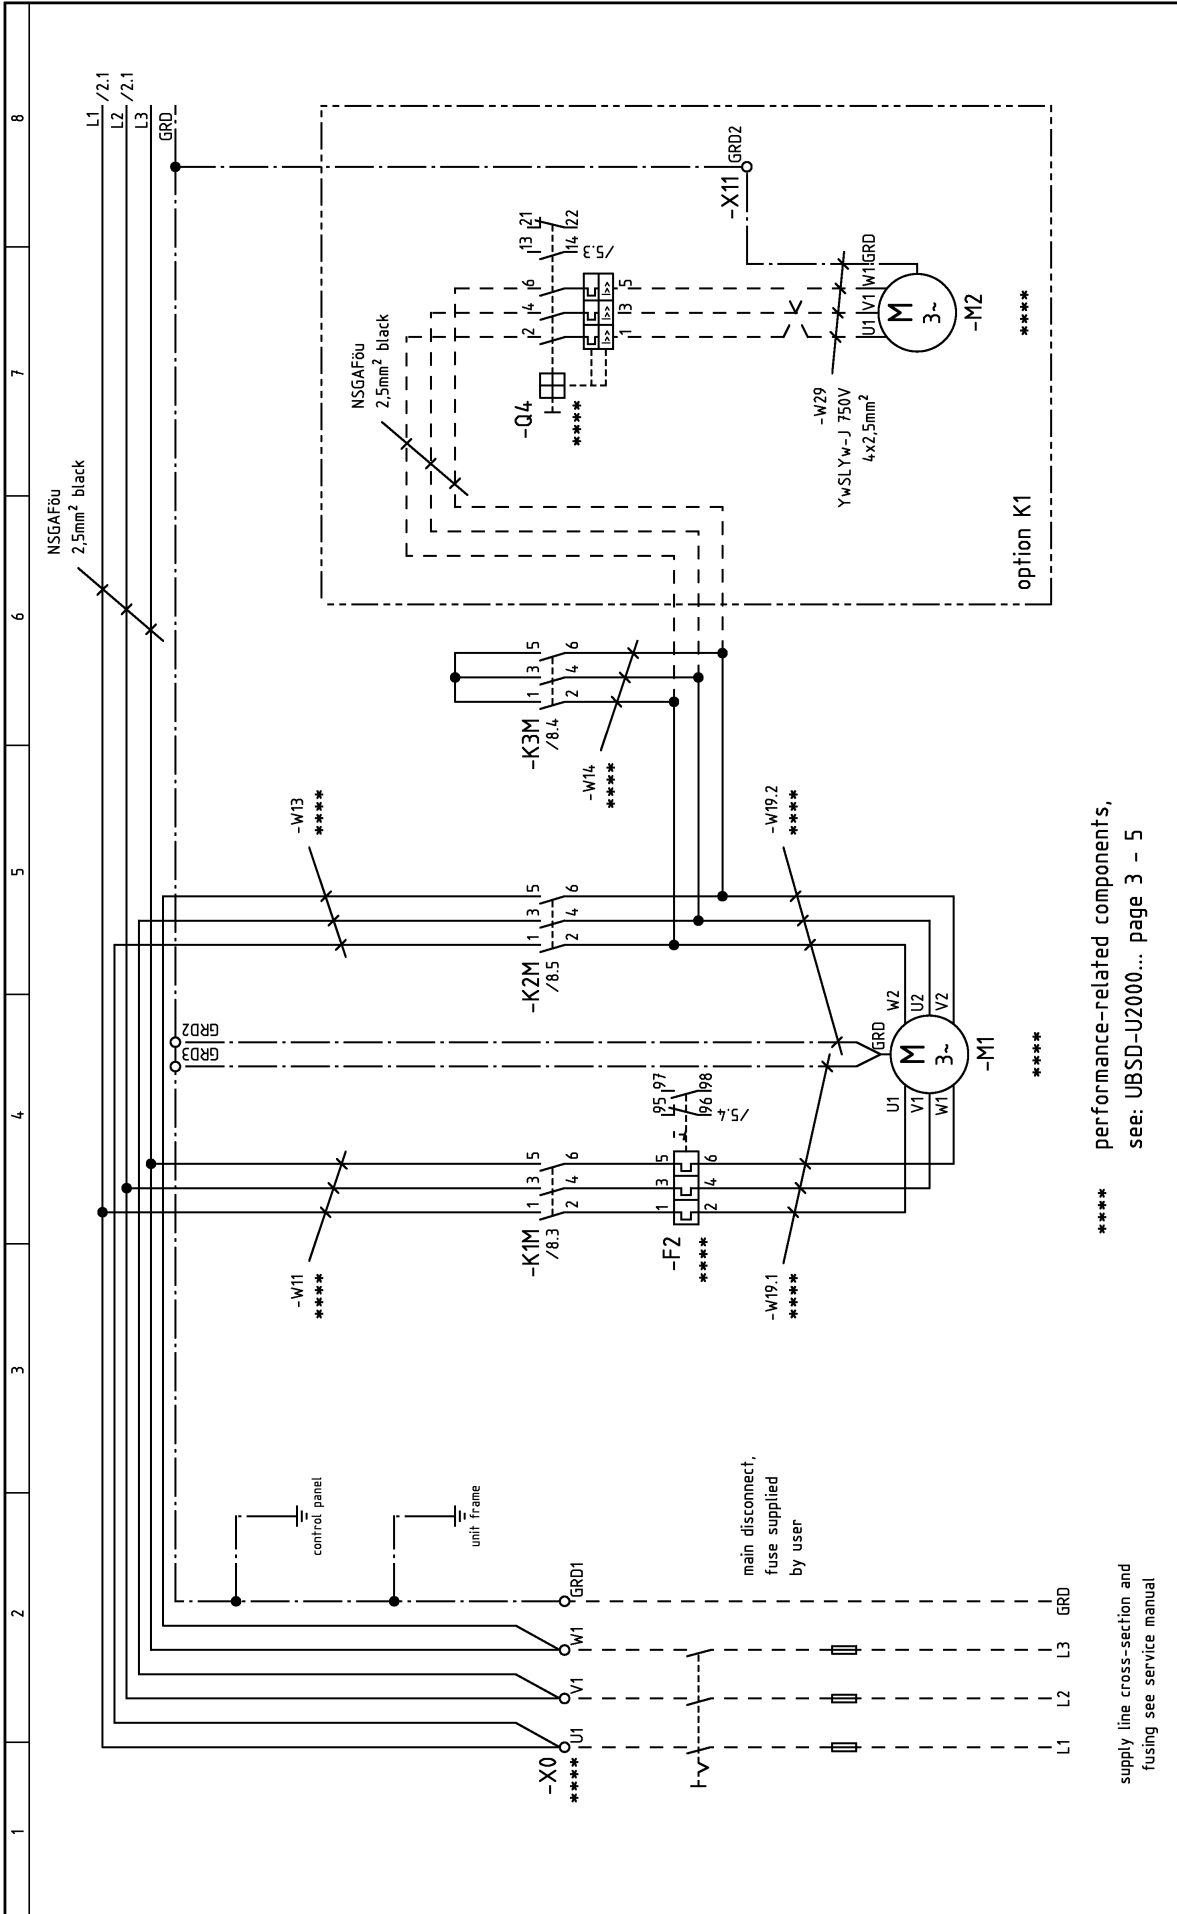 1
2
3
4
5
6
7
8
L1 /2.1
L2 /2.1
L3
GRD
NSGAFöu
2,5mm² black
NSGAFöu
2,5mm² black
control panel
unit frame
-X0
****
U1
V1
W1
GRD1
main disconnect,
fuse supplied
by user
L1
L2
L3
GRD
supply line cross-section and
fusing see service manual
-W11
****
-K1M
/8.3
1 3 5
2 4 6
-F2
****
1 3 5
2 4 6
95 97
96 98
/5.4
-W19.1
****
GRD3
GRD2
U1
V1
W1
GRD
W2
U2
V2
M
3~
-M1
****
-W13
****
-K2M
/8.5
1 3 5
2 4 6
-W19.2
****
-K3M
/8.4
1 3 5
2 4 6
-W14
****
-Q4
****
2 4 6
13 21
14 22
/5.3
I>> I>> I>>
1 3 5
-X11
GRD2
-W29
YwSLYw-J 750V
4x2,5mm²
U1 V1 W1 GRD
M
3~
-M2
****
option K1
**** performance-related components,
see: UBSD-U2000... page 3 - 5